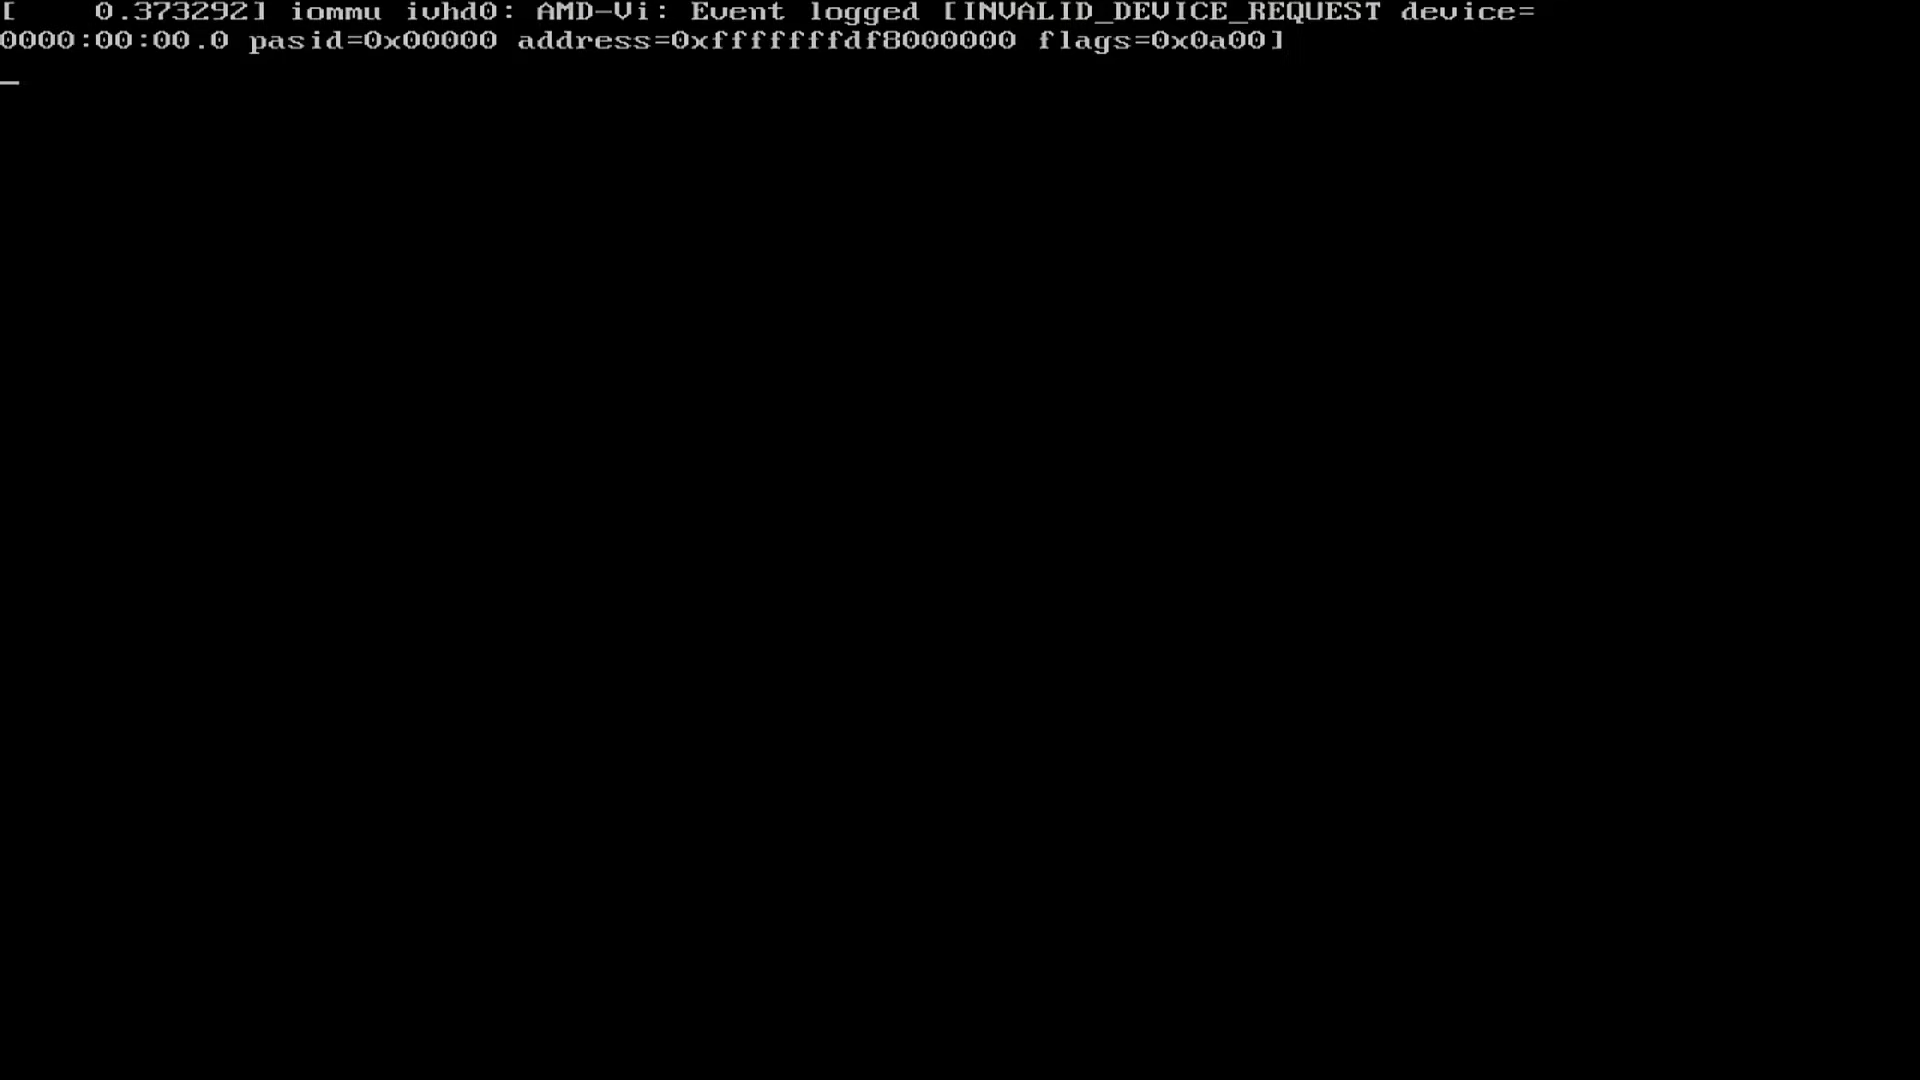 [    0.373292] iommu ivhd0: AMD-Vi: Event logged [INVALID_DEVICE_REQUEST device=
0000:00:00.0 pasid=0x00000 address=0xfffffffdf8000000 flags=0x0a00]
_